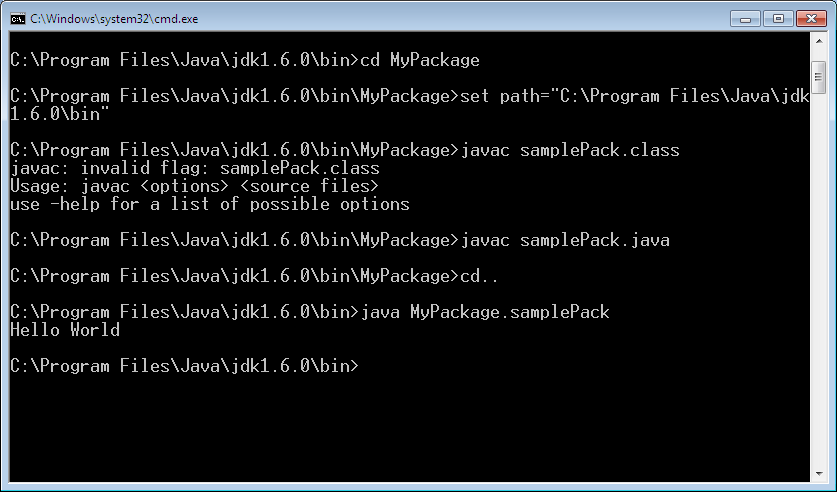 C:\Windows\system32\cmd.exe
C:\Program Files\Java\jdk1.6.0\bin>cd MyPackage
C:\Program Files\Java\jdk1.6.0\bin\MyPackage>set path="C:\Program Files\Java\jdk
1.6.0\bin"
C:\Program Files\Java\jdk1.6.0\bin\MyPackage>javac samplePack.class
javac: invalid flag: samplePack.class
Usage: javac <options> <source files>
use -help for a list of possible options
C:\Program Files\Java\jdk1.6.0\bin\MyPackage>javac samplePack.java
C:\Program Files\Java\jdk1.6.0\bin\MyPackage>cd..
C:\Program Files\Java\jdk1.6.0\bin>java MyPackage.samplePack
Hello World
C:\Program Files\Java\jdk1.6.0\bin>